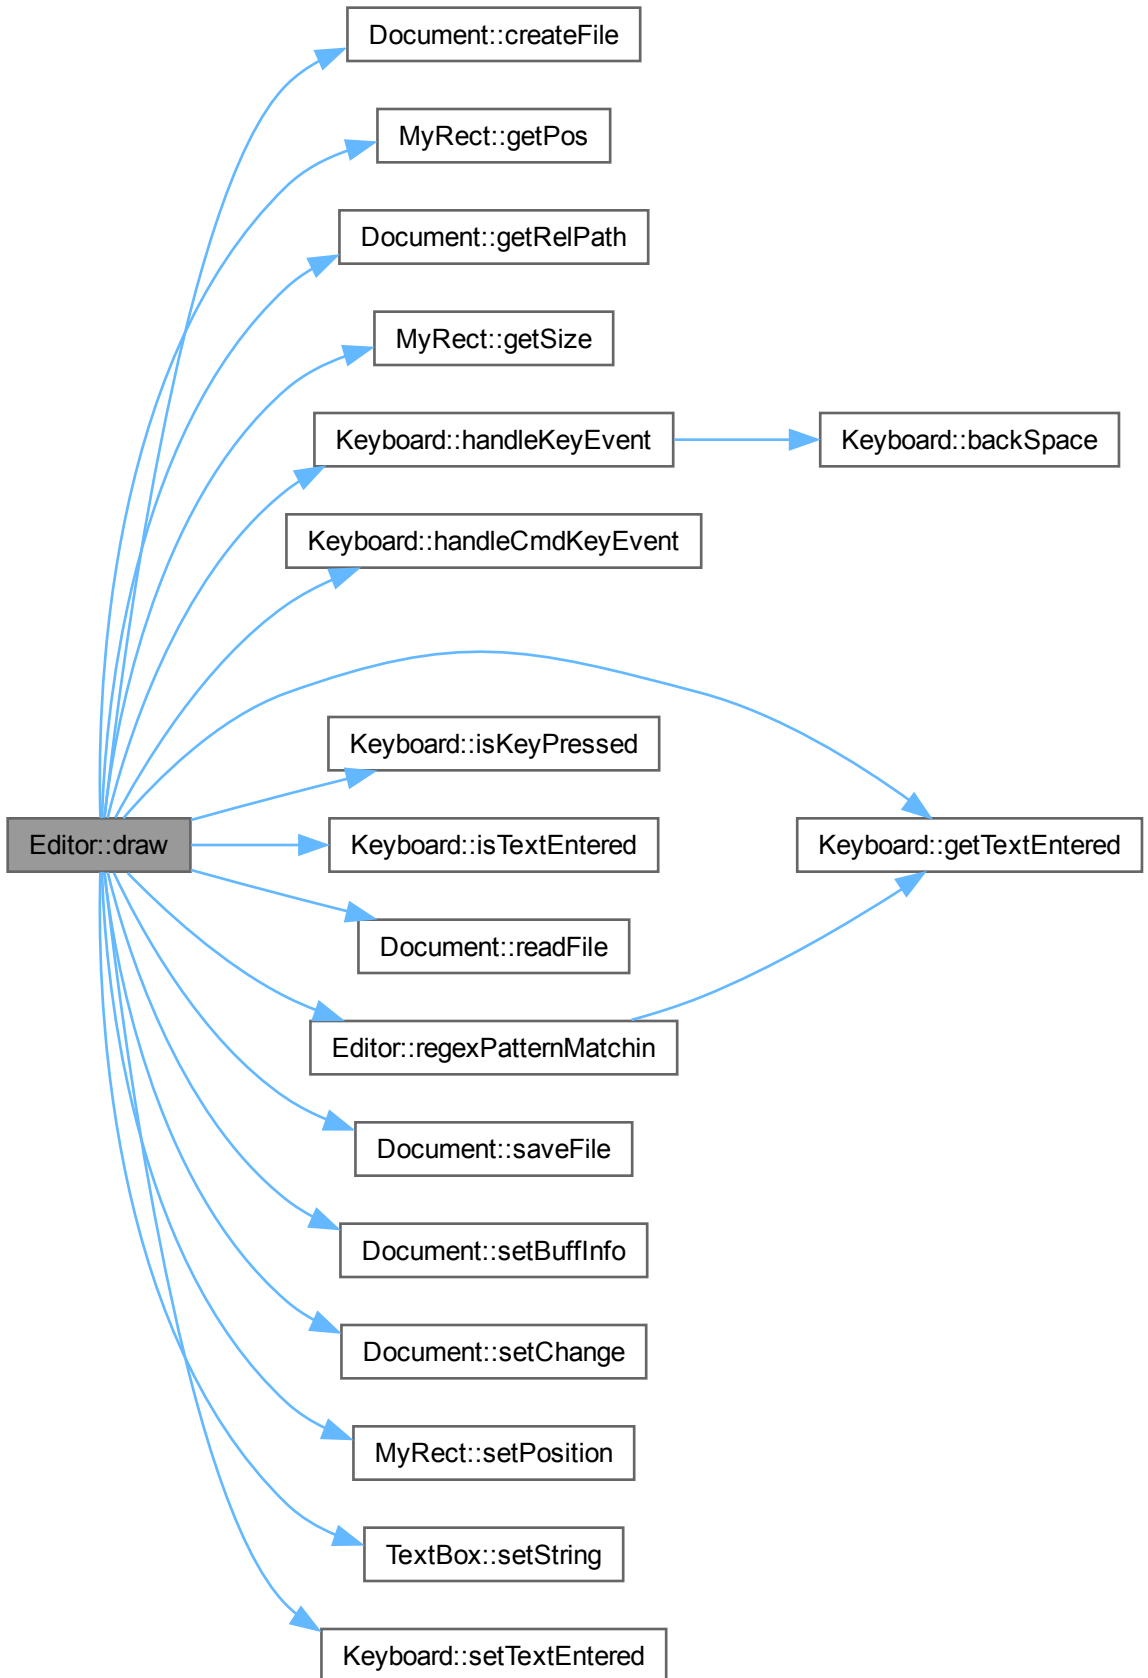 Document::createFile
MyRect::getPos
Document::getRelPath
MyRect::getSize
Keyboard::handleKeyEvent
Keyboard::backSpace
Keyboard::handleCmdKeyEvent
Keyboard::isKeyPressed
Editor::draw
Keyboard::isTextEntered
Keyboard::getTextEntered
Document::readFile
Editor::regexPatternMatchin
Document::saveFile
Document::setBuffInfo
Document::setChange
MyRect::setPosition
TextBox::setString
Keyboard::setTextEntered